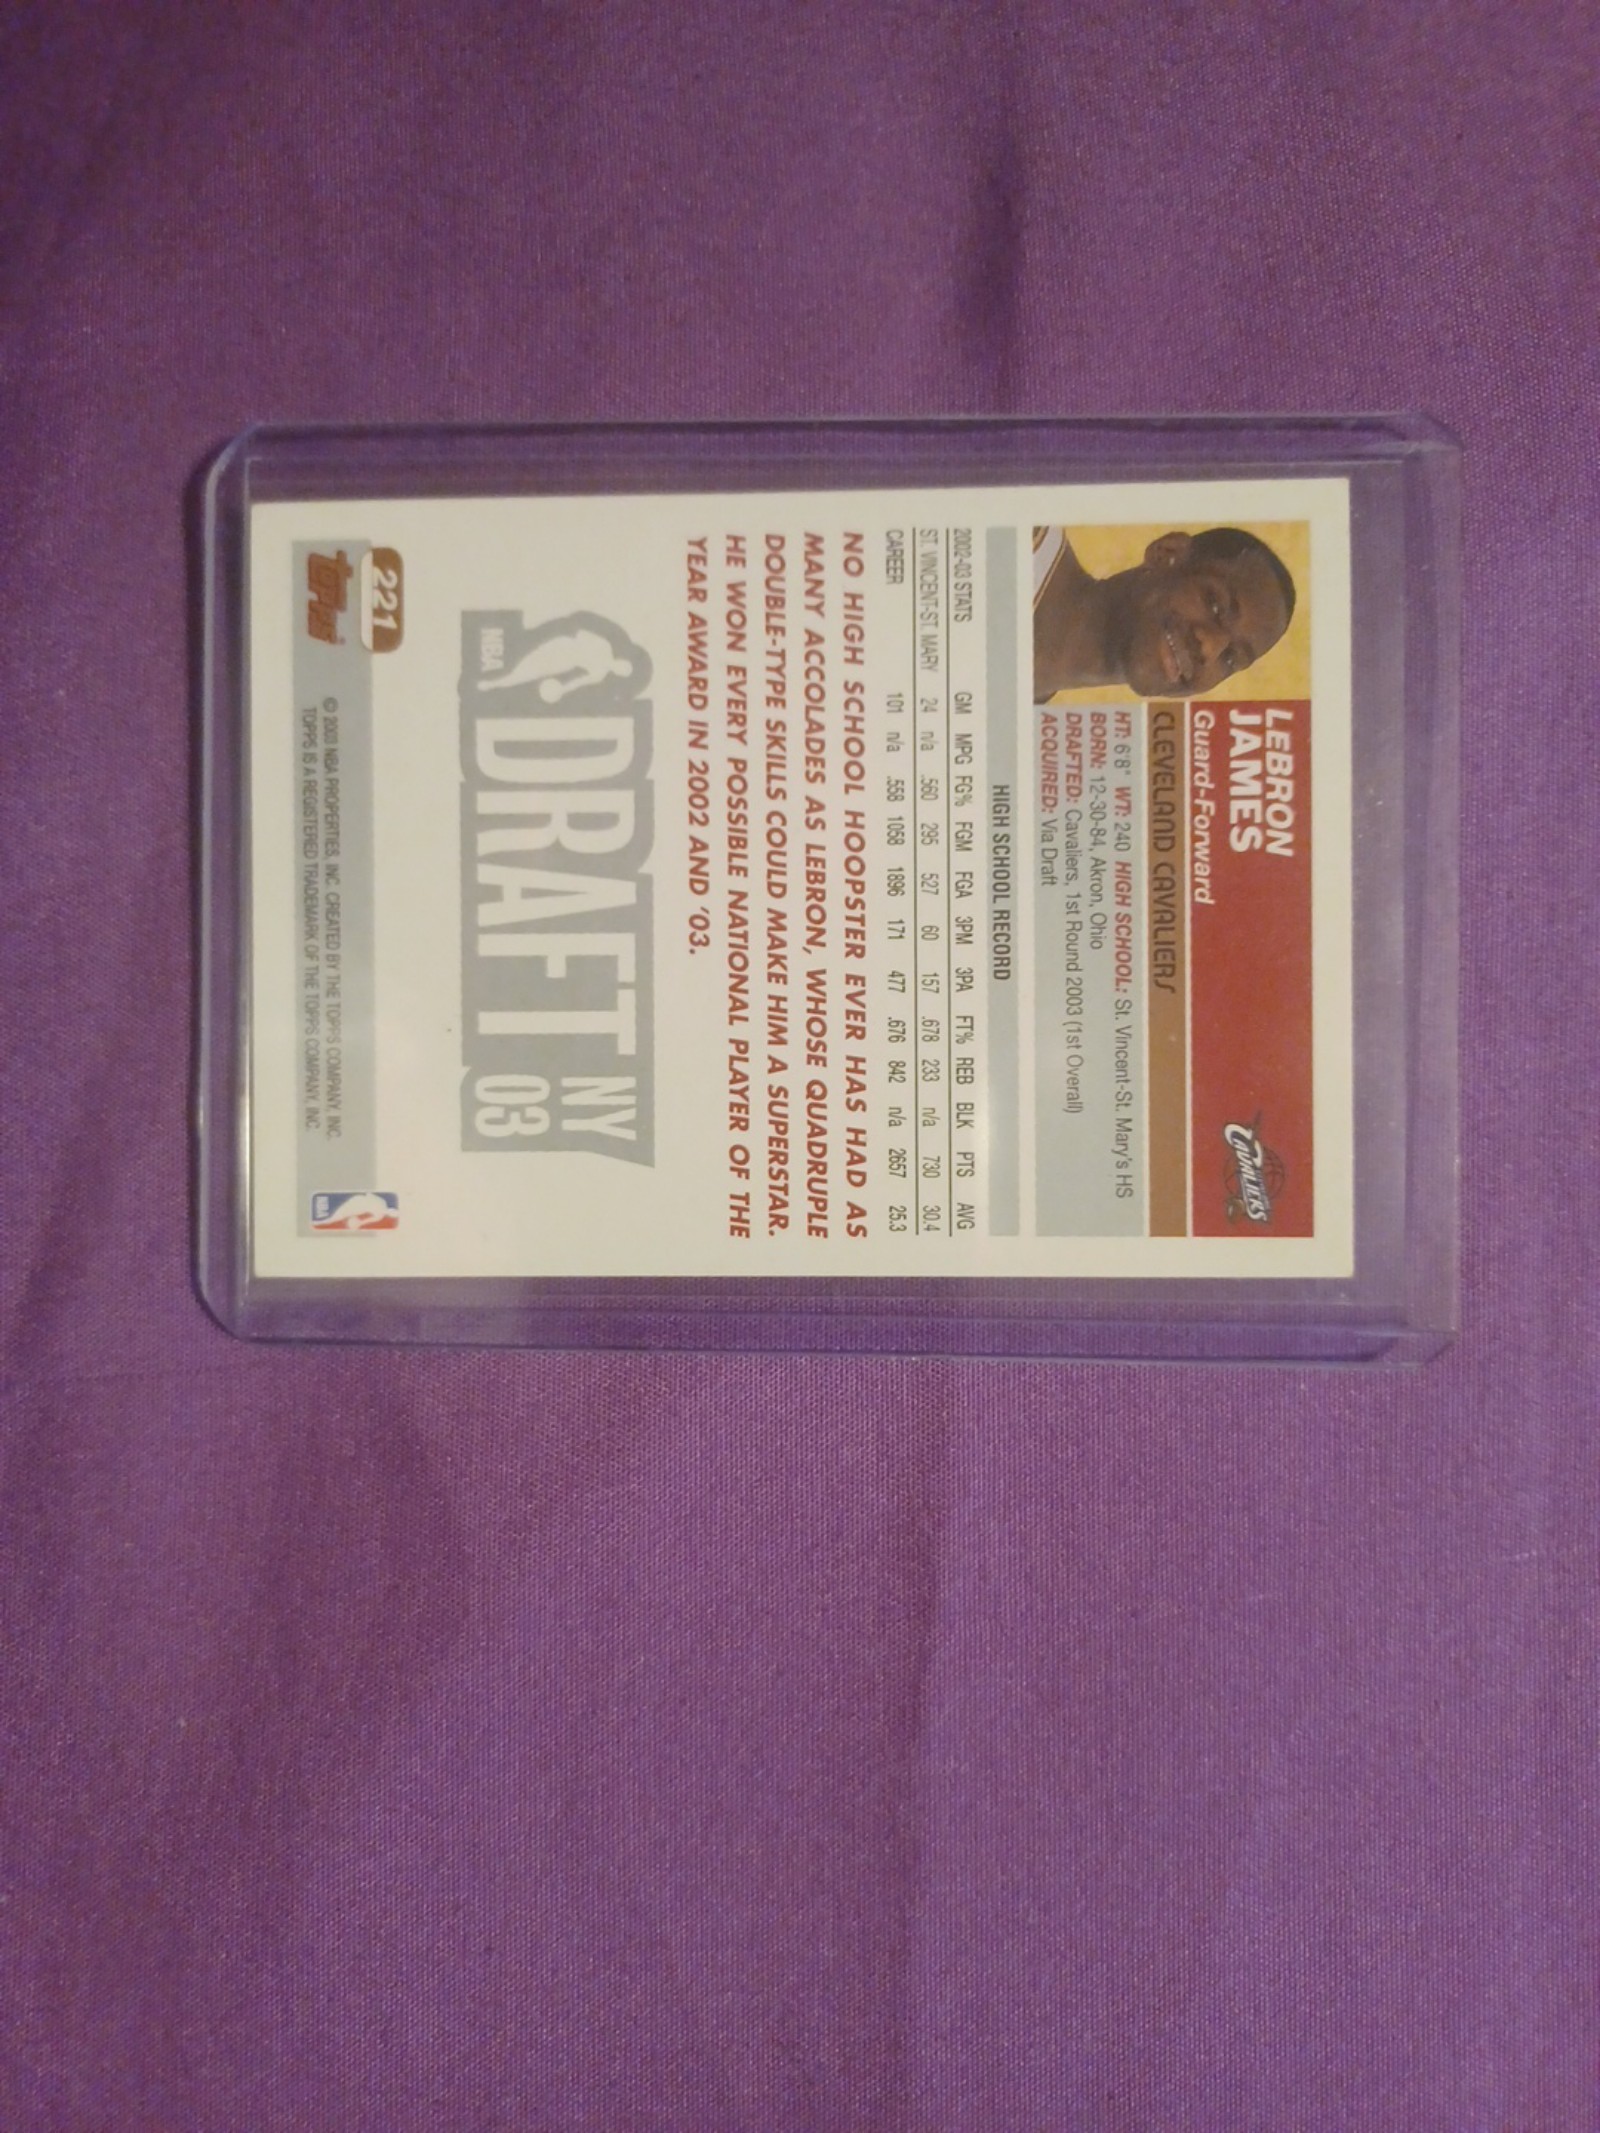 LEBRON
JAMES
Guard-Forward
CAVALIERS
CLEVELAND CAVALIERS
HT: 6'8" WT: 240 HIGH SCHOOL: St. Vincent-St. Mary's HS
BORN: 12-30-84, Akron, Ohio
DRAFTED: Cavaliers, 1st Round 2003 (1st Overall)
ACQUIRED: Via Draft
HIGH SCHOOL RECORD
2002-03 STATS GM MPG FG% FGM FGA 3PM 3PA FT% REB BLK PTS AVG
ST. VINCENT-ST. MARY 24 n/a .560 295 527 60 157 .678 233 n/a 730 30.4
CAREER 101 n/a .558 1058 1896 171 477 .676 842 n/a 2657 25.3
NO HIGH SCHOOL HOOPSTER EVER HAS HAD AS
MANY ACCOLADES AS LEBRON, WHOSE QUADRUPLE
DOUBLE-TYPE SKILLS COULD MAKE HIM A SUPERSTAR.
HE WON EVERY POSSIBLE NATIONAL PLAYER OF THE
YEAR AWARD IN 2002 AND '03.
NBA DRAFT NY 03
221
TOPPS
© 2003 NBA PROPERTIES, INC. CREATED BY THE TOPPS COMPANY, INC.
TOPPS IS A REGISTERED TRADEMARK OF THE TOPPS COMPANY, INC.
NBA